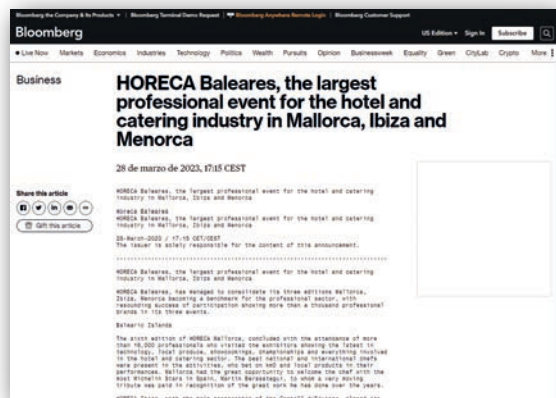 Bloomberg the Company & Its Products
Bloomberg Terminal Demo Request
Bloomberg Anywhere Remote Login
Bloomberg Customer Support
Bloomberg
US Edition
Sign In
Subscribe
Live Now
Markets
Economics
Industries
Technology
Politics
Wealth
Pursuits
Opinion
Businessweek
Equality
Green
CityLab
Crypto
More
Business
HORECA Baleares, the largest
professional event for the hotel and
catering industry in Mallorca, Ibiza and
Menorca
28 de marzo de 2023, 17:15 CEST
Share this article
Gift this article
HORECA Baleares, the largest professional event for the hotel and catering
industry in Mallorca, Ibiza and Menorca
Horeca Baleares
HORECA Baleares, the largest professional event for the hotel and catering
industry in Mallorca, Ibiza and Menorca
28-March-2023 / 17:15 CET/CEST
The issuer is solely responsible for the content of this announcement.
HORECA Baleares, the largest professional event for the hotel and catering
industry in Mallorca, Ibiza and Menorca
HORECA Baleares, has managed to consolidate its three editions Mallorca,
Ibiza, Menorca becoming a benchmark for the professional sector, with
resounding success of participation showing more than a thousand professional
brands in its three events.
Balearic Islands
The sixth edition of HORECA Mallorca, concluded with the attendance of more
than 16,000 professionals who visited the exhibitors showing the latest in
technology, local produce, showcookings, championships and everything involved
in the hotel and catering sector. The best national and international chefs
were present in the activities, who bet on km0 and local products in their
performances. Mallorca had the great opportunity to welcome the chef with the
most Michelin Stars in Spain, Martin Berasategui, to whom a very moving
tribute was paid in recognition of the great work he has done over the years.